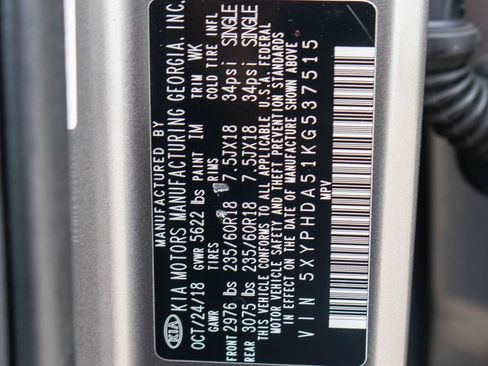 MANUFACTURED BY
KIA MOTORS MANUFACTURING GEORGIA, INC.
OCT/24/18 GVWR 5622 lbs PAINT 1M TRIM WK
GAWR TIRES RIMS COLD TIRE INFL
FRONT 2976 lbs 235/60R18 7.5JX18 34psi SINGLE
REAR 3075 lbs 235/60R18 7.5JX18 34psi SINGLE
THIS VEHICLE CONFORMS TO ALL APPLICABLE U.S.A. FEDERAL
MOTOR VEHICLE SAFETY AND THEFT PREVENTION STANDARDS
IN EFFECT ON THE DATE OF MANUFACTURE SHOWN ABOVE.
VIN 5XYPHDA51KG537515
MPV
KIA